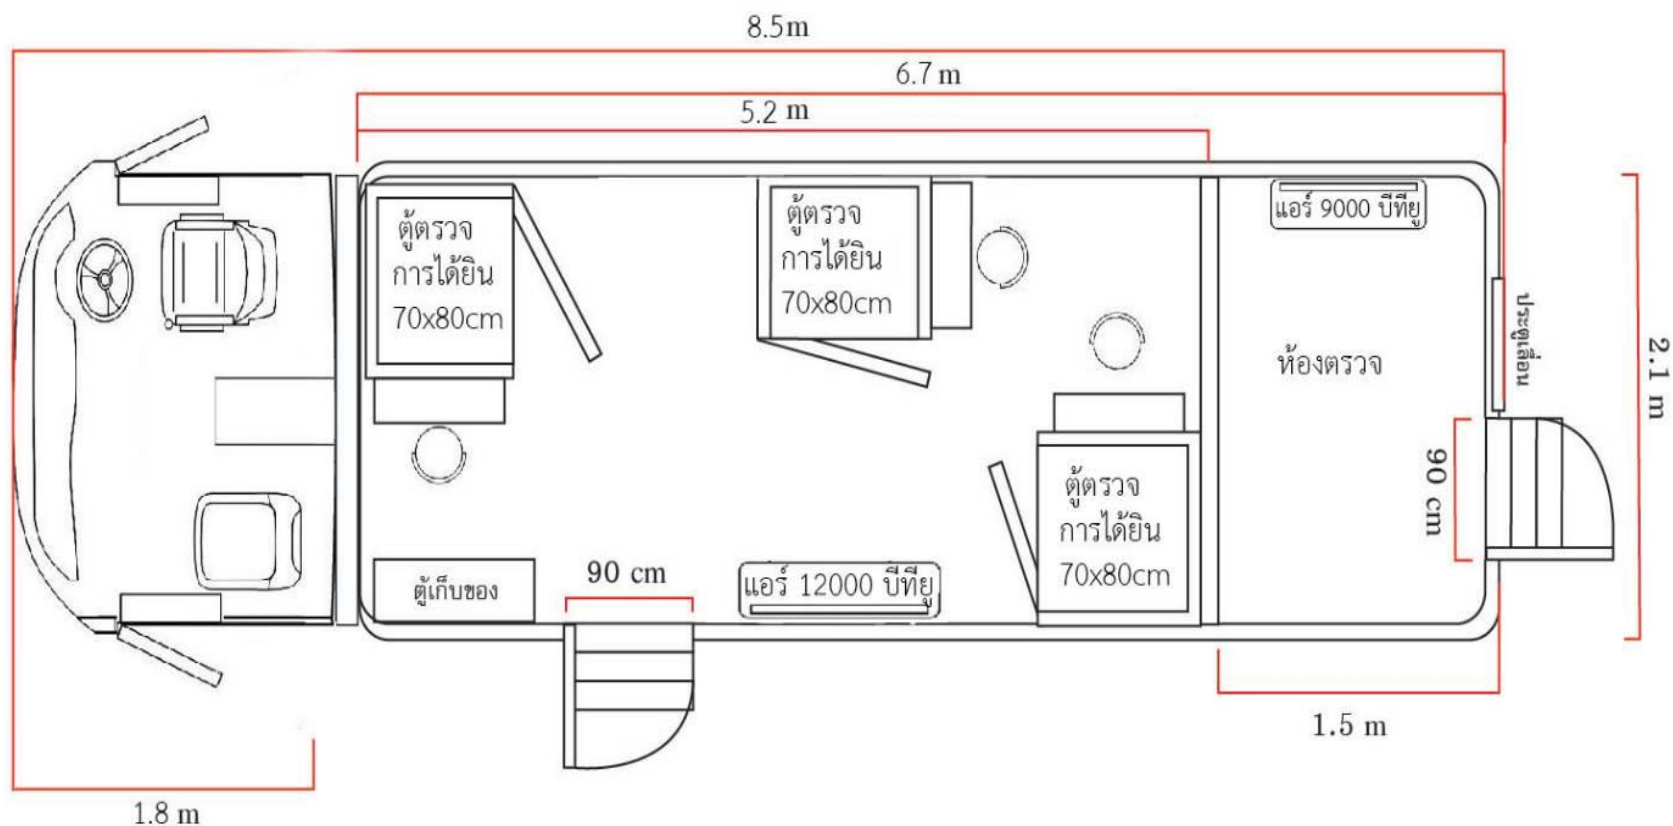 8.5m
6.7 m
5.2 m
ตู้ตรวจ
การได้ยิน
70x80cm
ตู้ตรวจ
การได้ยิน
70x80cm
แอร์ 9000 บีทียู
ประตูเลื่อน
2.1 m
ห้องตรวจ
90 cm
ตู้ตรวจ
การได้ยิน
70x80cm
ตู้เก็บของ
90 cm
แอร์ 12000 บีทียู
1.5 m
1.8 m